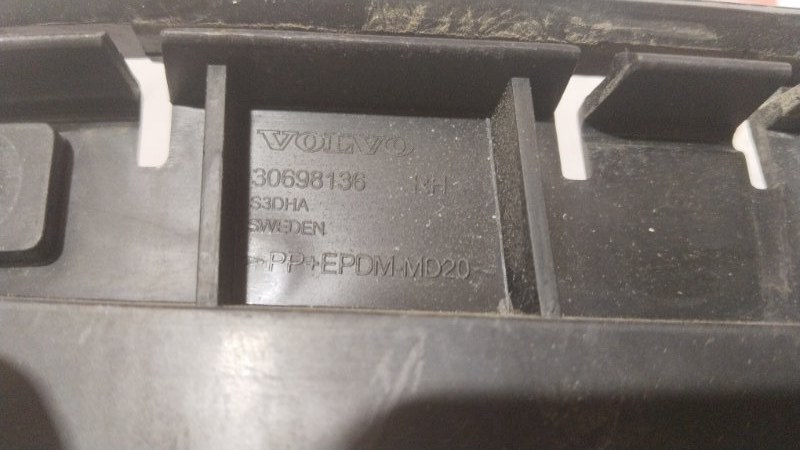 VOLVO
30698136 RH
S3DHA
SWEDEN
>PP+EPDM-MD20<